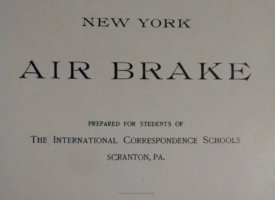 NEW YORK
AIR BRAKE
PREPARED FOR STUDENTS OF
THE INTERNATIONAL CORRESPONDENCE SCHOOLS
SCRANTON, PA.